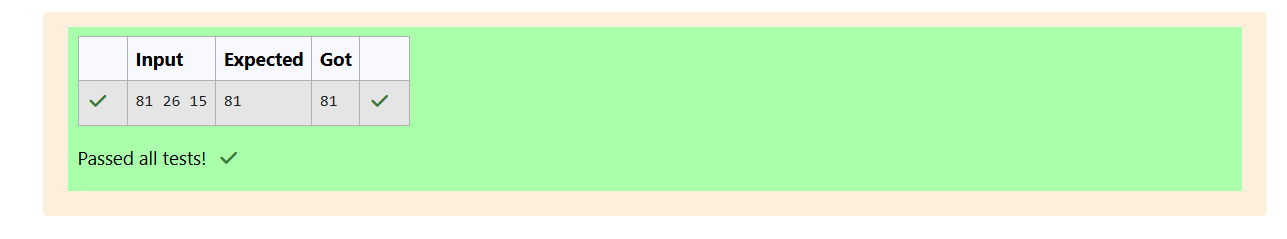 Input Expected Got
81 26 15 81 81
Passed all tests!